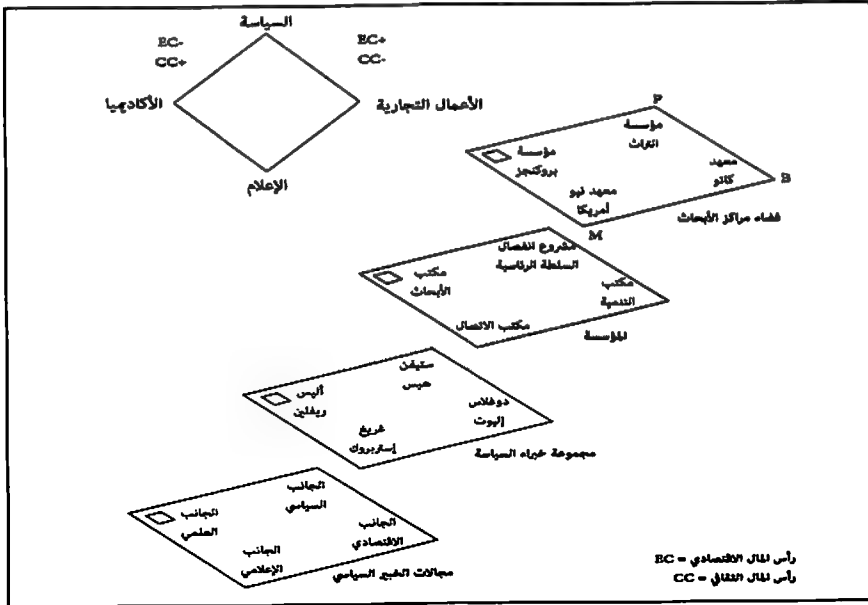 السياسة
EC-
CC+
EC+
CC-
الأكاديميا
الأعمال التجارية
الإعلام
P
مؤسسة
التراث
مؤسسة
بروكنجز
معهد
كاتو
B
معهد نيو
أمريكا
M
فضاء مراكز الأبحاث
مشروع انفصال
السلطة الرئاسية
مكتب
الأبحاث
مكتب
التنمية
مكتب الاتصال
المؤسسة
ستيفن
هيس
أليس
ريفلين
دوغلاس
إليوت
غريغ
إستربروك
مجموعة خبراء السياسة
الجانب
السياسي
الجانب
العلمي
الجانب
الاقتصادي
الجانب
الإعلامي
مجالات الخبير السياسي
رأس المال الاقتصادي = EC
رأس المال الثقافي = CC